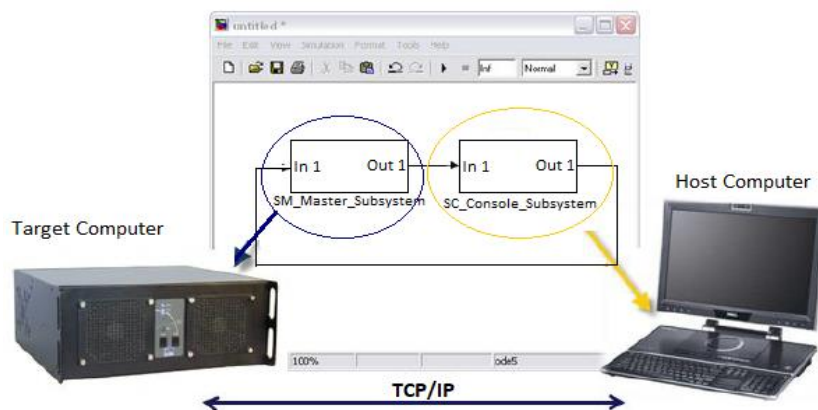 untitled *
File Edit View Simulation Format Tools Help
Inf Normal
In 1 Out 1 In 1 Out 1
SM_Master_Subsystem SC_Console_Subsystem
Host Computer
Target Computer
100% ode5
TCP/IP